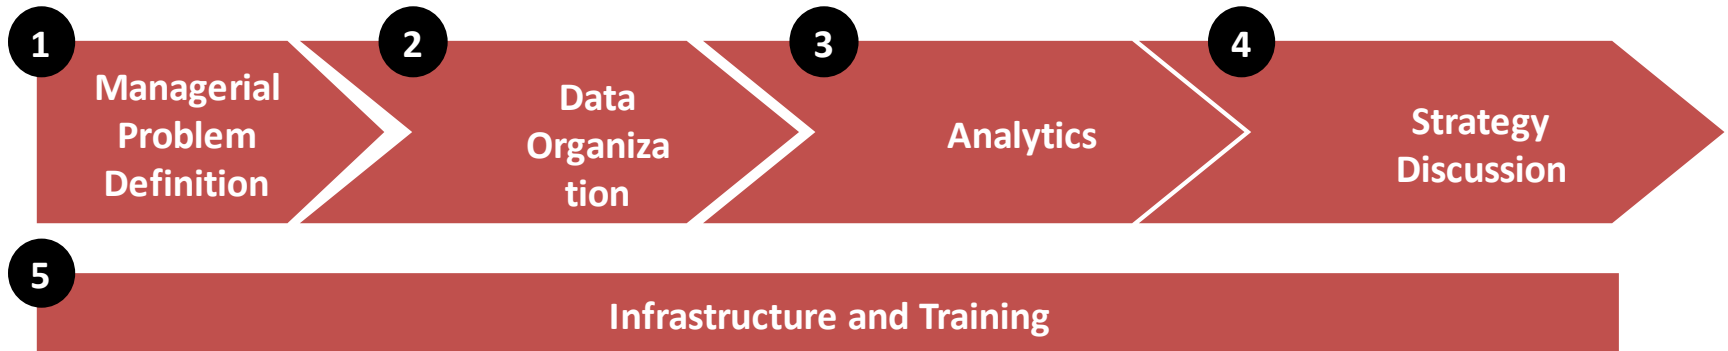 1
Managerial
Problem
Definition
2
Data
Organiza
tion
3
Analytics
4
Strategy
Discussion
5
Infrastructure and Training